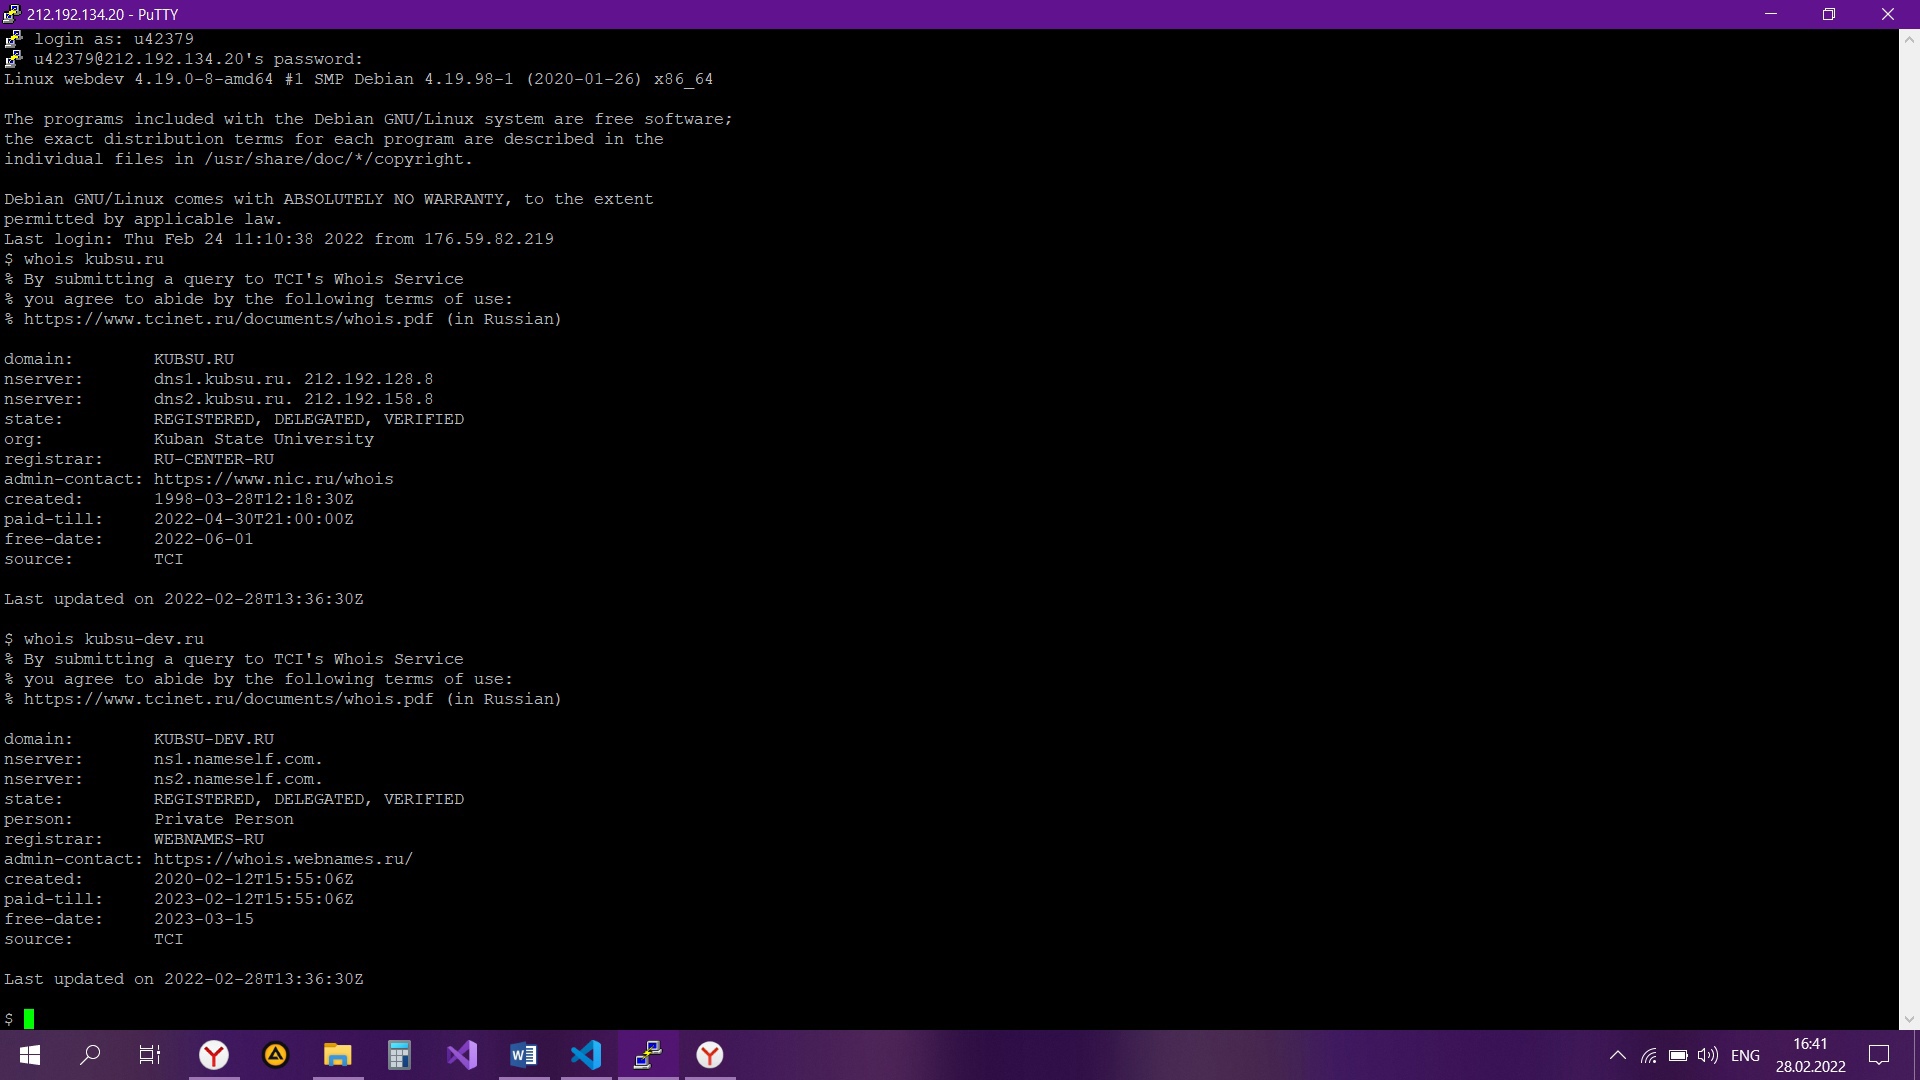 212.192.134.20 - PuTTY
login as: u42379
u42379@212.192.134.20's password:
Linux webdev 4.19.0-8-amd64 #1 SMP Debian 4.19.98-1 (2020-01-26) x86_64
The programs included with the Debian GNU/Linux system are free software;
the exact distribution terms for each program are described in the
individual files in /usr/share/doc/*/copyright.
Debian GNU/Linux comes with ABSOLUTELY NO WARRANTY, to the extent
permitted by applicable law.
Last login: Thu Feb 24 11:10:38 2022 from 176.59.82.219
$ whois kubsu.ru
% By submitting a query to TCI's Whois Service
% you agree to abide by the following terms of use:
% https://www.tcinet.ru/documents/whois.pdf (in Russian)
domain:        KUBSU.RU
nserver:       dns1.kubsu.ru. 212.192.128.8
nserver:       dns2.kubsu.ru. 212.192.158.8
state:         REGISTERED, DELEGATED, VERIFIED
org:           Kuban State University
registrar:     RU-CENTER-RU
admin-contact: https://www.nic.ru/whois
created:       1998-03-28T12:18:30Z
paid-till:     2022-04-30T21:00:00Z
free-date:     2022-06-01
source:        TCI
Last updated on 2022-02-28T13:36:30Z
$ whois kubsu-dev.ru
% By submitting a query to TCI's Whois Service
% you agree to abide by the following terms of use:
% https://www.tcinet.ru/documents/whois.pdf (in Russian)
domain:        KUBSU-DEV.RU
nserver:       ns1.nameself.com.
nserver:       ns2.nameself.com.
state:         REGISTERED, DELEGATED, VERIFIED
person:        Private Person
registrar:     WEBNAMES-RU
admin-contact: https://whois.webnames.ru/
created:       2020-02-12T15:55:06Z
paid-till:     2023-02-12T15:55:06Z
free-date:     2023-03-15
source:        TCI
Last updated on 2022-02-28T13:36:30Z
$
ENG
16:41
28.02.2022